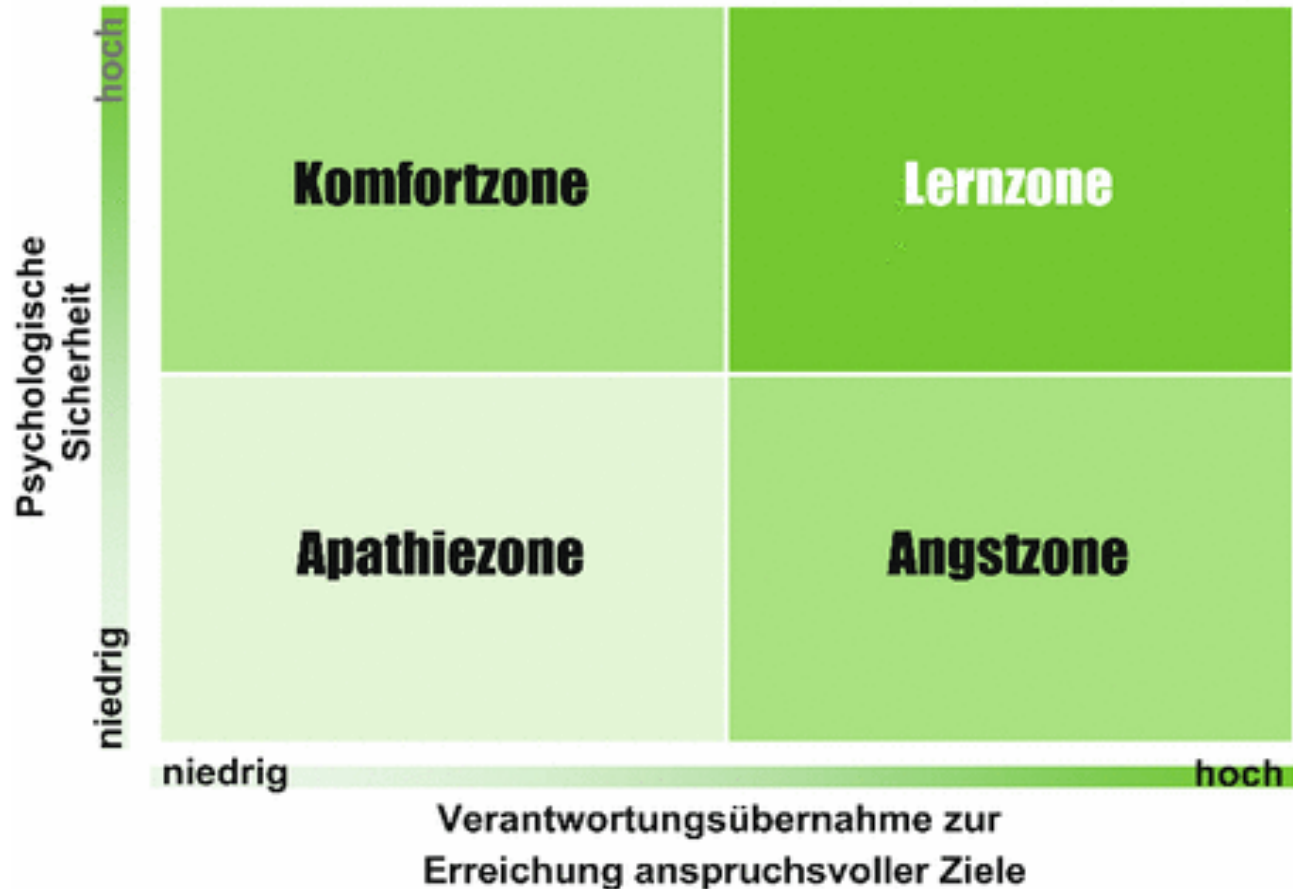 hoch
Komfortzone
Lernzone
Psychologische
Sicherheit
Apathiezone
Angstzone
niedrig
niedrig
hoch
Verantwortungsübernahme zur
Erreichung anspruchsvoller Ziele